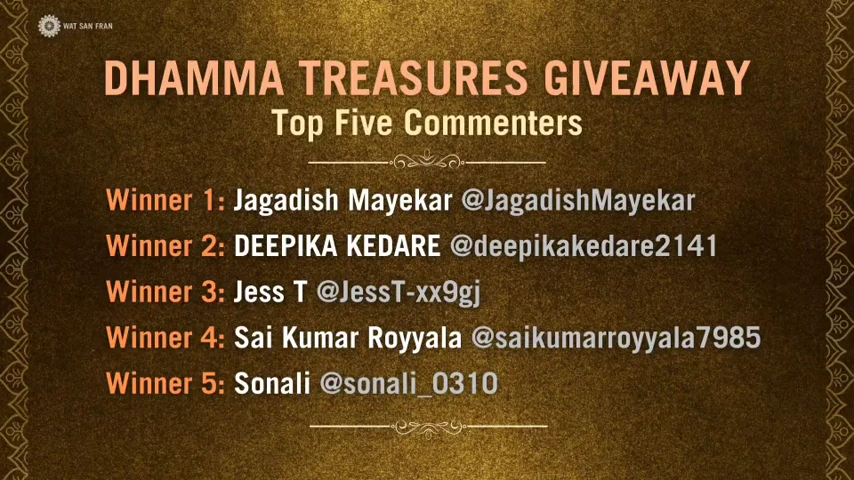 WAT SAN FRAN
DHAMMA TREASURES GIVEAWAY
Top Five Commenters
Winner 1: Jagadish Mayekar @JagadishMayekar
Winner 2: DEEPIKA KEDARE @deepikakedare2141
Winner 3: Jess T @JessT-xx9gj
Winner 4: Sai Kumar Royyala @saikumarroyyala7985
Winner 5: Sonali @sonali_0310